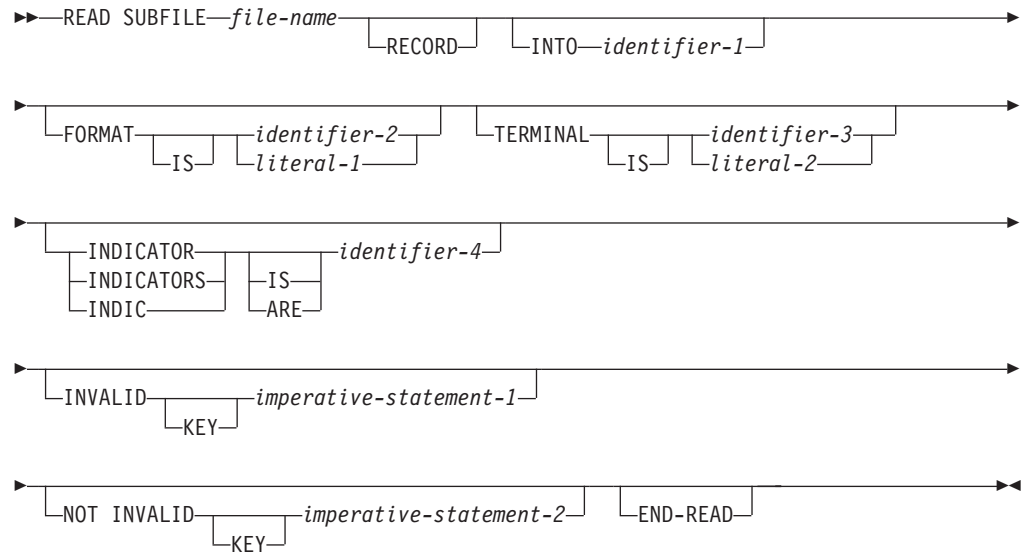 READ SUBFILE file-name
RECORD INTO identifier-1
FORMAT identifier-2 TERMINAL identifier-3
IS literal-1 IS literal-2
INDICATOR identifier-4
INDICATORS IS
INDIC ARE
INVALID imperative-statement-1
KEY
NOT INVALID imperative-statement-2 END-READ
KEY